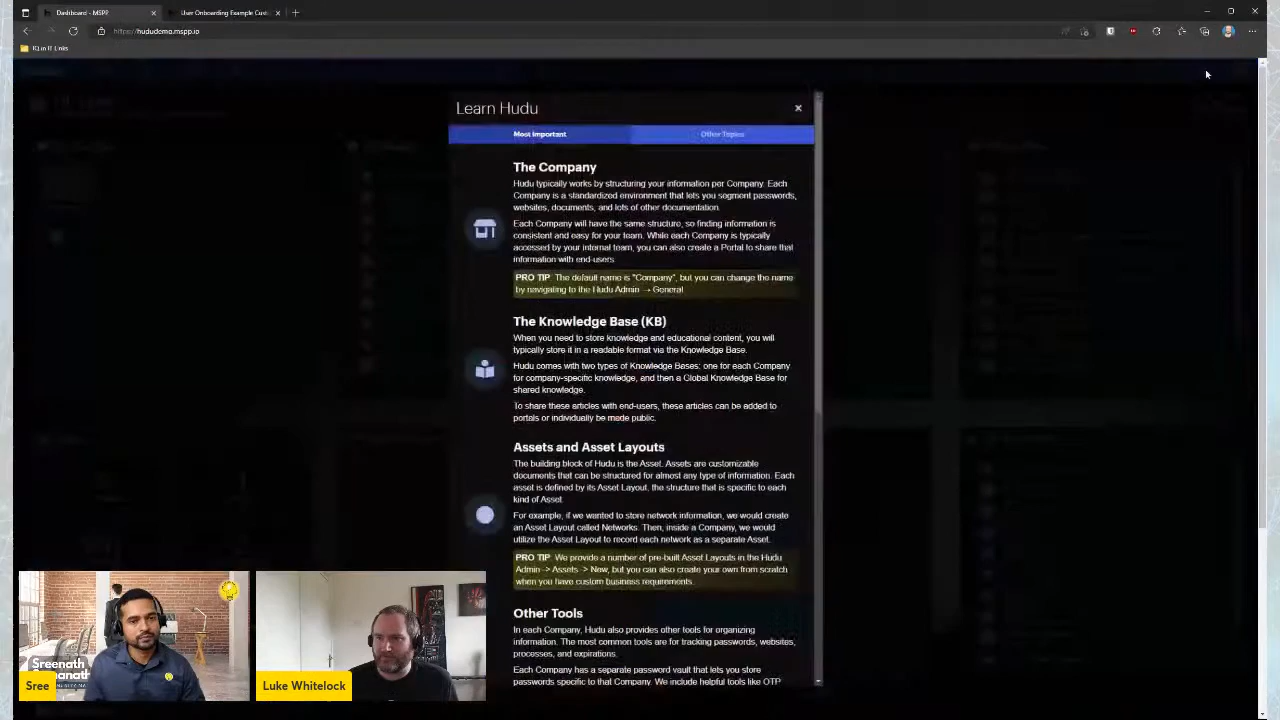 Dashboard - MSPP
User Onboarding Example Cust
https://hududemo.mspp.io
IQ in IT Links
Learn Hudu
Most Important
Other Topics
The Company
Hudu typically works by structuring your information per Company. Each
Company is a standardized environment that lets you segment passwords,
websites, documents, and lots of other documentation.
Each Company will have the same structure, so finding information is
consistent and easy for your team. While each Company is typically
accessed by your internal team, you can also create a Portal to share that
information with end-users.
PRO TIP: The default name is "Company", but you can change the name
by navigating to the Hudu Admin → General
The Knowledge Base (KB)
When you need to store knowledge and educational content, you will
typically store it in a readable format via the Knowledge Base.
Hudu comes with two types of Knowledge Bases: one for each Company
for company-specific knowledge, and then a Global Knowledge Base for
shared knowledge.
To share these articles with end-users, these articles can be added to
portals or individually be made public.
Assets and Asset Layouts
The building block of Hudu is the Asset. Assets are customizable
documents that can be structured for almost any type of information. Each
asset is defined by its Asset Layout, the structure that is specific to each
kind of Asset.
For example, if we wanted to store network information, we would create
an Asset Layout called Networks. Then, inside a Company, we would
utilize the Asset Layout to record each network as a separate Asset.
PRO TIP: We provide a number of pre-built Asset Layouts in the Hudu
Admin -> Assets -> New, but you can also create your own from scratch
when you have custom business requirements.
Other Tools
In each Company, Hudu also provides other tools for organizing
information. The most common tools are for tracking passwords, websites,
processes, and expirations.
Each Company has a separate password vault that lets you store
passwords specific to that Company. We include helpful tools like OTP
Sreenath
Sree
Luke Whitelock